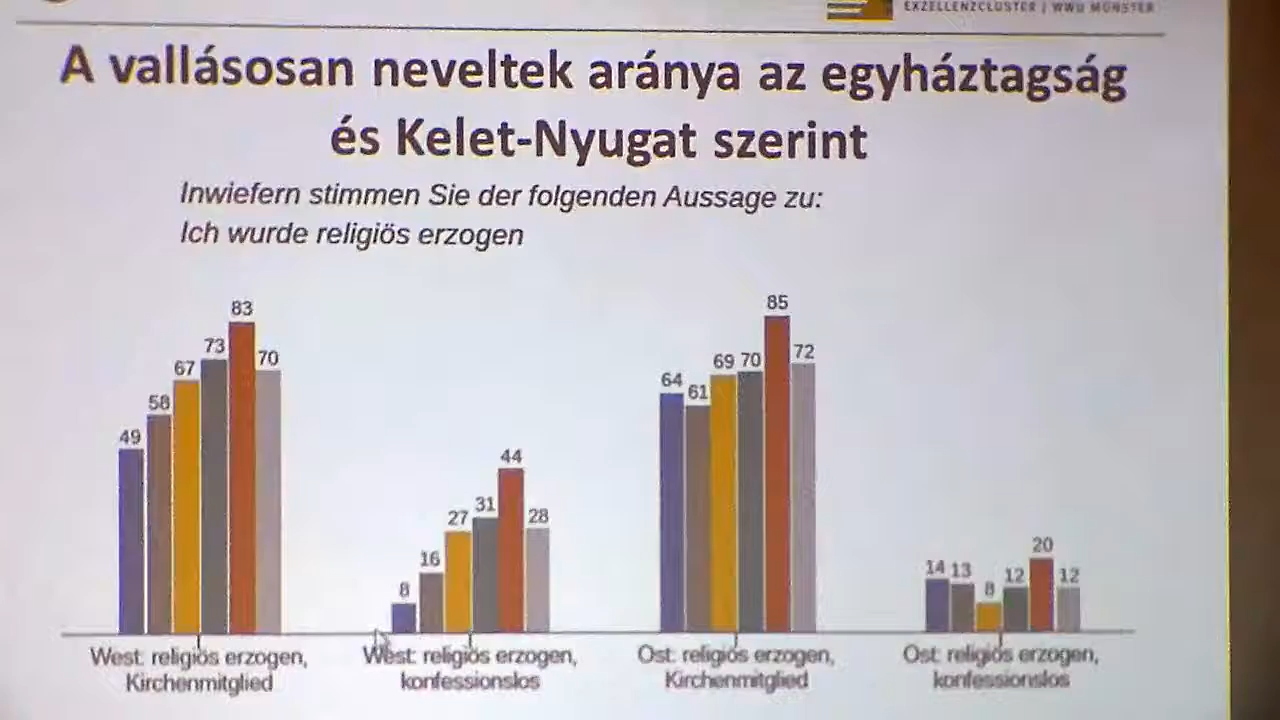 EXZELLENZCLUSTER | WWU MÜNSTER
A vallásosan neveltek aránya az egyháztagság
és Kelet-Nyugat szerint
Inwiefern stimmen Sie der folgenden Aussage zu:
Ich wurde religiös erzogen
49 58 67 73 83 70
8 16 27 31 44 28
64 61 69 70 85 72
14 13 8 12 20 12
West: religiös erzogen,
Kirchenmitglied
West: religiös erzogen,
konfessionslos
Ost: religiös erzogen,
Kirchenmitglied
Ost: religiös erzogen,
konfessionslos